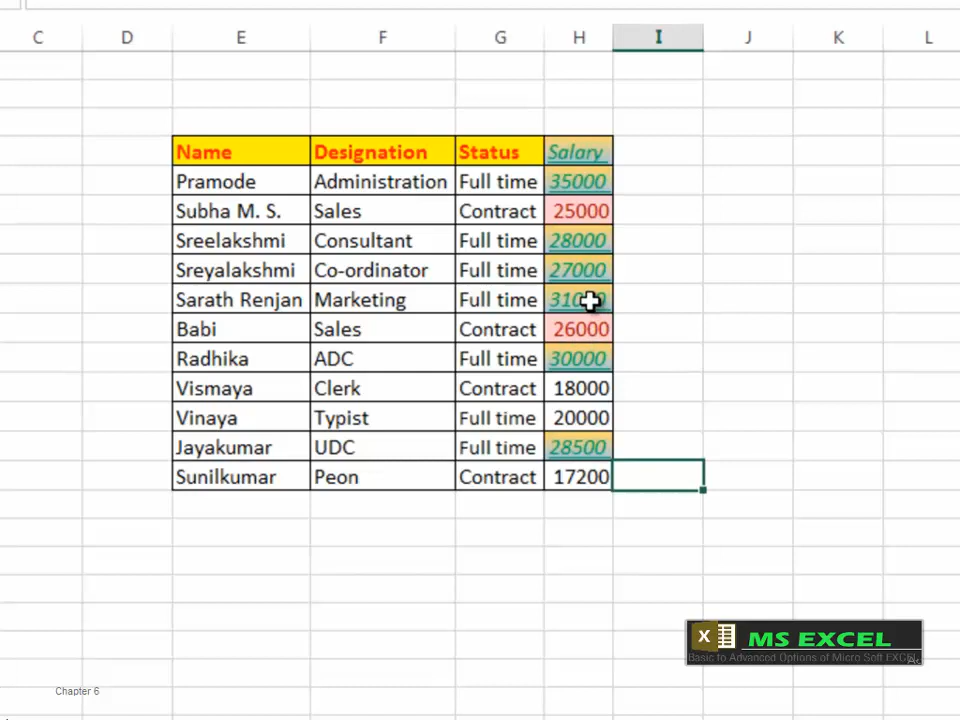 C D E F G H I J K L
Name Designation Status Salary
Pramode Administration Full time 35000
Subha M. S. Sales Contract 25000
Sreelakshmi Consultant Full time 28000
Sreyalakshmi Co-ordinator Full time 27000
Sarath Renjan Marketing Full time
Babi Sales Contract 26000
Radhika ADC Full time 30000
Vismaya Clerk Contract 18000
Vinaya Typist Full time 20000
Jayakumar UDC Full time 28500
Sunilkumar Peon Contract 17200
X MS EXCEL
Basic to Advanced Options of Micro Soft EXCEL
Chapter 6